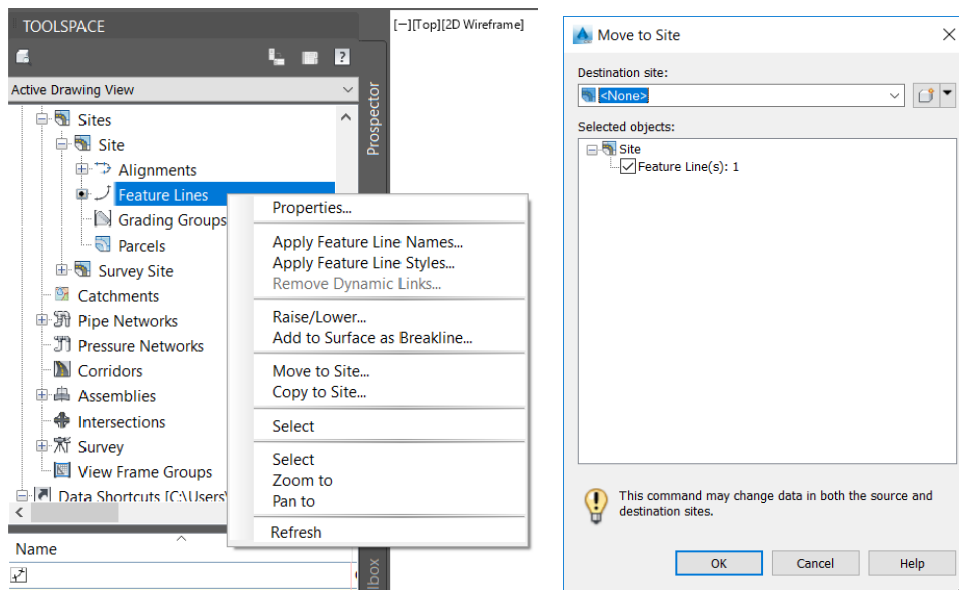 TOOLSPACE
[−][Top][2D Wireframe]
?
Active Drawing View
Prospector
Sites
Site
Alignments
Feature Lines
Grading Groups
Parcels
Survey Site
Catchments
Pipe Networks
Pressure Networks
Corridors
Assemblies
Intersections
Survey
View Frame Groups
Data Shortcuts [C:\Users\
Name
lbox
Properties...
Apply Feature Line Names...
Apply Feature Line Styles...
Remove Dynamic Links...
Raise/Lower...
Add to Surface as Breakline...
Move to Site...
Copy to Site...
Select
Select
Zoom to
Pan to
Refresh
Move to Site
Destination site:
<None>
Selected objects:
Site
Feature Line(s): 1
This command may change data in both the source and
destination sites.
OK
Cancel
Help